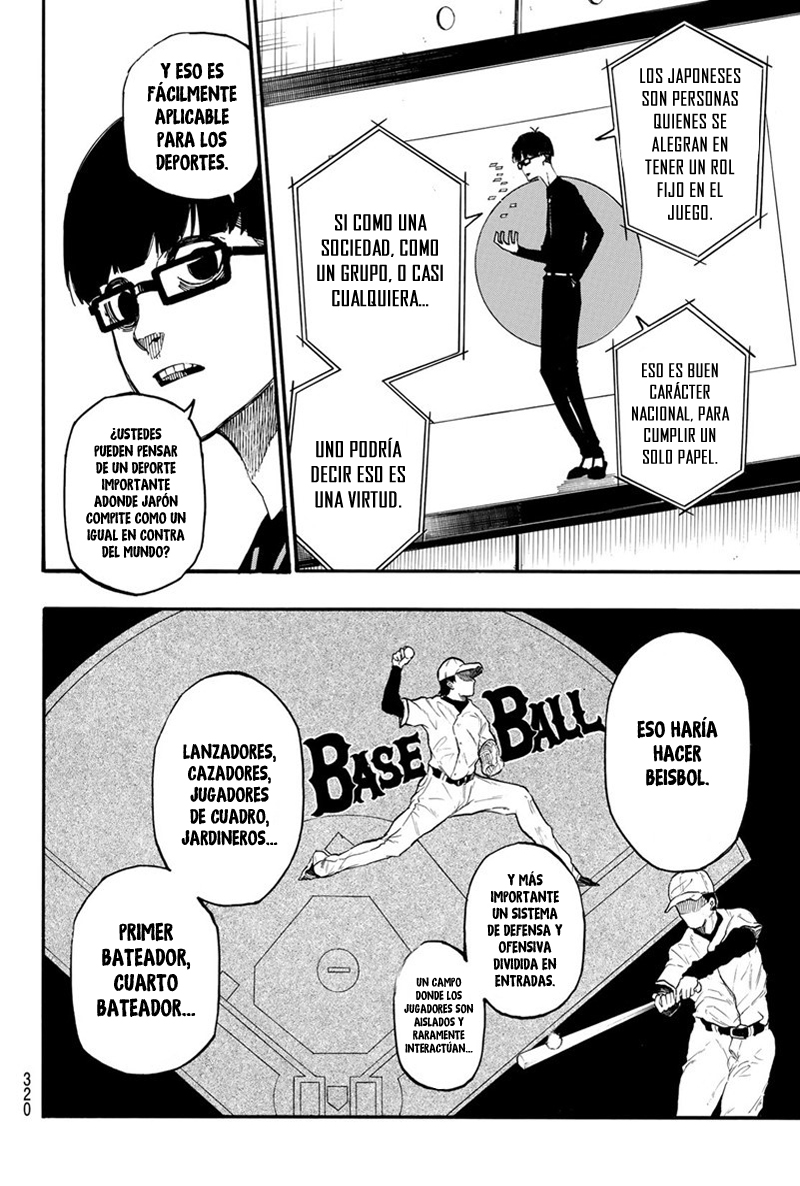 LOS JAPONESES
SON PERSONAS
QUIENES SE
ALEGRAN EN
TENER UN ROL
FIJO EN EL
JUEGO.
SI COMO UNA
SOCIEDAD, COMO
UN GRUPO, O CASI
CUALQUIERA...
ESO ES BUEN
CARÁCTER
NACIONAL, PARA
CUMPLIR UN
SOLO PAPEL.
UNO PODRÍA
DECIR ESO ES
UNA VIRTUD.
Y ESO ES
FÁCILMENTE
APLICABLE
PARA LOS
DEPORTES.
¿USTEDES
PUEDEN PENSAR
DE UN DEPORTE
IMPORTANTE
ADONDE JAPÓN
COMPITE COMO UN
IGUAL EN CONTRA
DEL MUNDO?
ESO HARÍA
HACER
BEISBOL.
BASEBALL
LANZADORES,
CAZADORES,
JUGADORES
DE CUADRO,
JARDINEROS...
PRIMER
BATEADOR,
CUARTO
BATEADOR...
Y MÁS
IMPORTANTE
UN SISTEMA
DE DEFENSA Y
OFENSIVA
DIVIDIDA EN
ENTRADAS.
UN CAMPO
DONDE LOS
JUGADORES SON
AISLADOS Y
RARAMENTE
INTERACTÚAN...
320